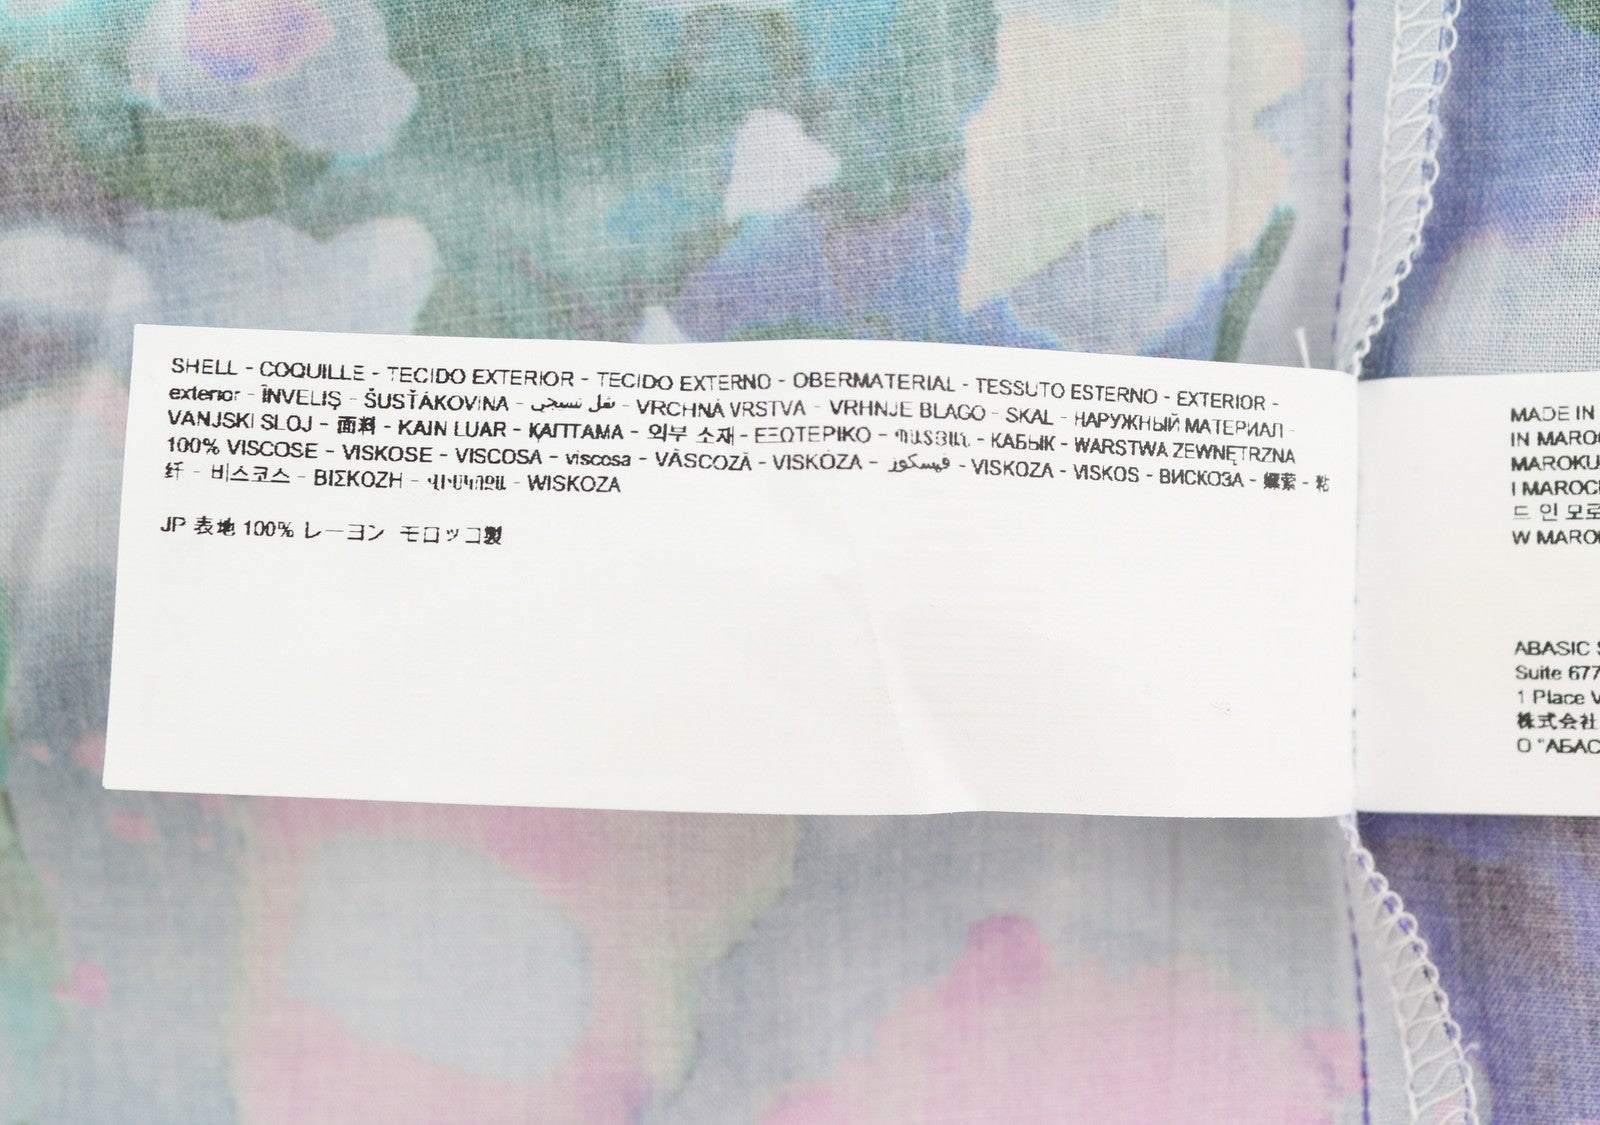 SHELL - COQUILLE - TECIDO EXTERIOR - TECIDO EXTERNO - OBERMATERIAL - TESSUTO ESTERNO - EXTERIOR -
exterior - ÎNVELIȘ - ŠUSŤÁKOVINA - شل نسيجي - VRCHNÁ VRSTVA - VRHNJE BLAGO - SKAL - НАРУЖНЫЙ МАТЕРИАЛ -
VANJSKI SLOJ - 面料 - KAIN LUAR - ҚАПТАМА - 외부 소재 - ΕΞΩΤΕΡΙΚΟ - - КАБЫК - WARSTWA ZEWNĘTRZNA
100% VISCOSE - VISKOSE - VISCOSA - viscosa - VÂSCOZĂ - VISKÓZA - فيسكوز - VISKOZA - VISKOS - ВИСКОЗА - - 粘
纤 - 비스코스 - ΒΙΣΚΟΖΗ - - WISKOZA
JP 表地 100% レーヨン モロッコ製
MADE IN
IN MARO
MAROKU
I MAROC
드 인 모로
W MARO
ABASIC S
Suite 677
1 Place V
株式会社
О "АБАС